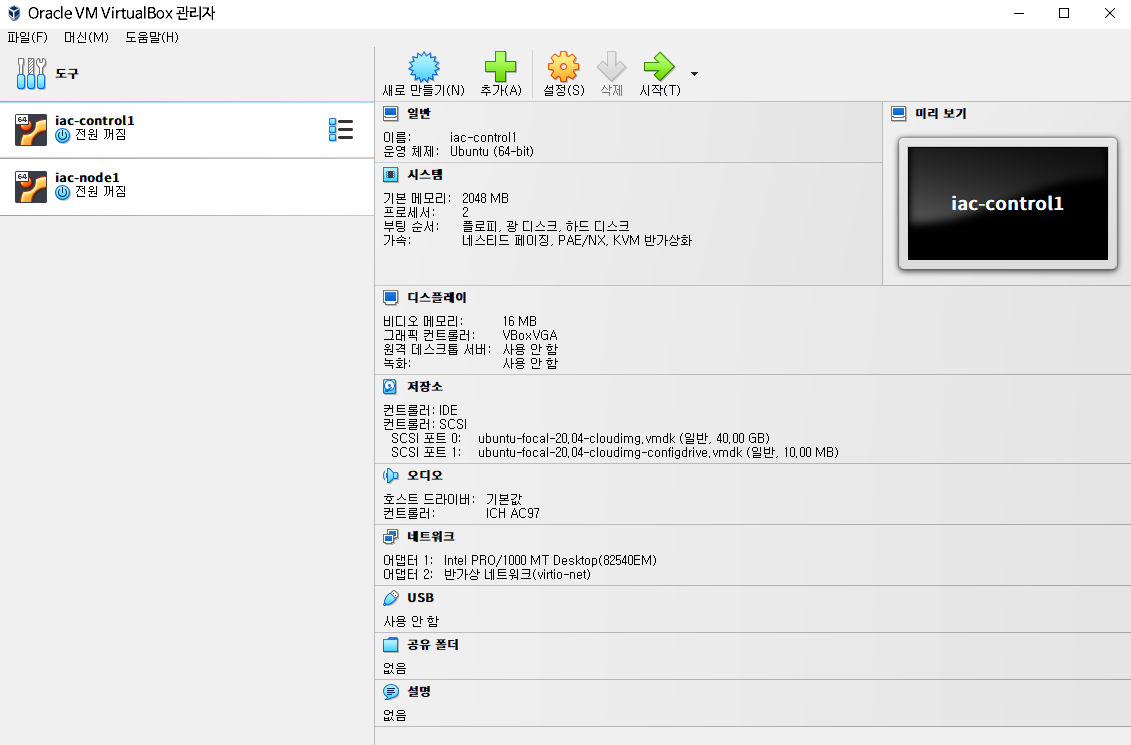 Oracle VM VirtualBox 관리자
파일(F) 머신(M) 도움말(H)
도구
새로 만들기(N) 추가(A) 설정(S) 삭제 시작(T)
64 iac-control1
전원 꺼짐
64 iac-node1
전원 꺼짐
일반
이름: iac-control1
운영 체제: Ubuntu (64-bit)
미리 보기
iac-control1
시스템
기본 메모리: 2048 MB
프로세서: 2
부팅 순서: 플로피, 광 디스크, 하드 디스크
가속: 네스티드 페이징, PAE/NX, KVM 반가상화
디스플레이
비디오 메모리: 16 MB
그래픽 컨트롤러: VBoxVGA
원격 데스크톱 서버: 사용 안 함
녹화: 사용 안 함
저장소
컨트롤러: IDE
컨트롤러: SCSI
SCSI 포트 0: ubuntu-focal-20.04-cloudimg.vmdk (일반, 40.00 GB)
SCSI 포트 1: ubuntu-focal-20.04-cloudimg-configdrive.vmdk (일반, 10.00 MB)
오디오
호스트 드라이버: 기본값
컨트롤러: ICH AC97
네트워크
어댑터 1: Intel PRO/1000 MT Desktop(82540EM)
어댑터 2: 반가상 네트워크(virtio-net)
USB
사용 안 함
공유 폴더
없음
설명
없음